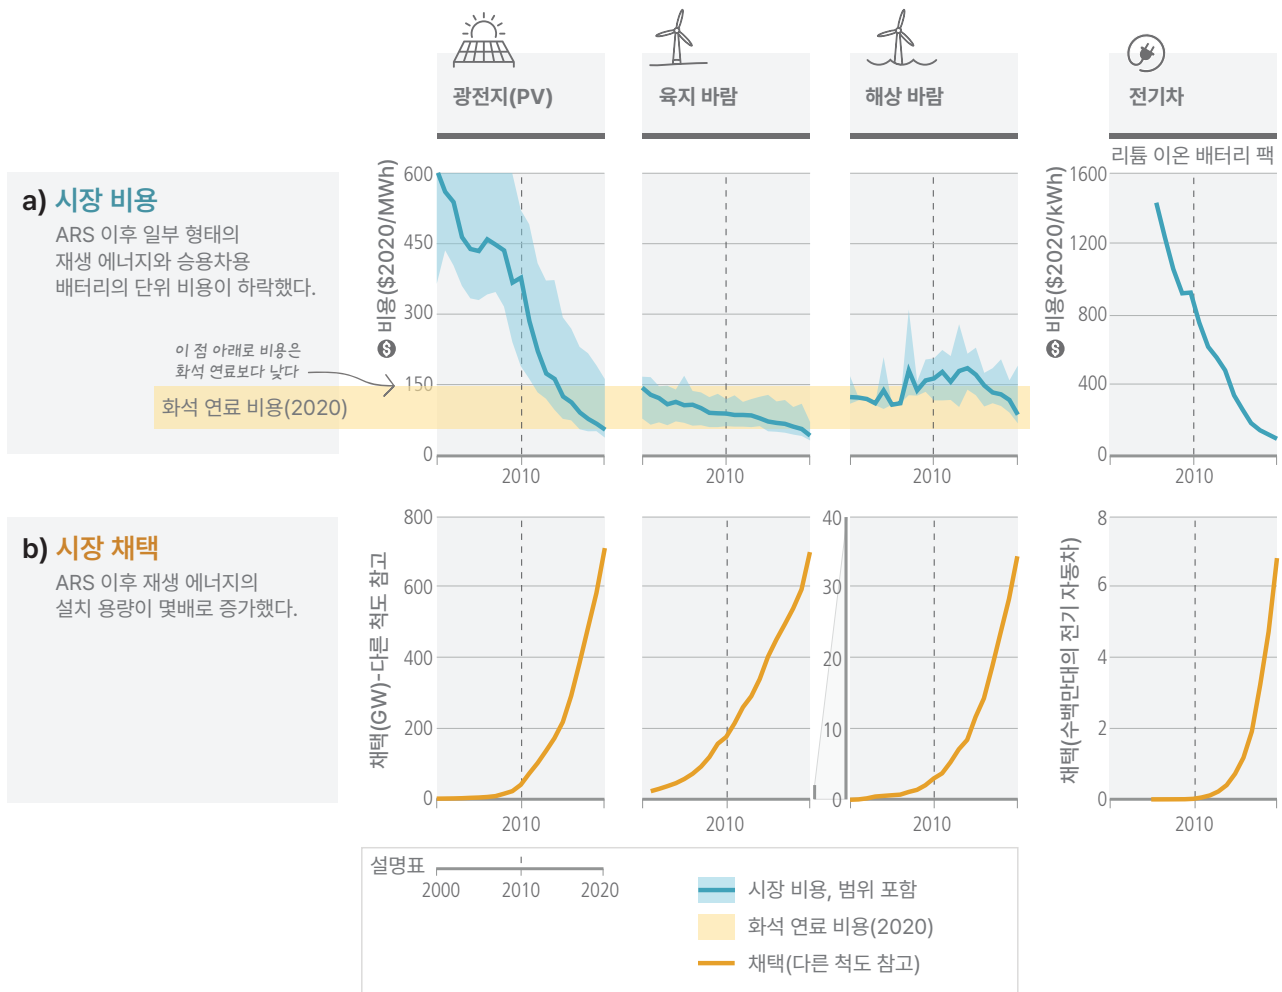 광전지(PV)
육지 바람
해상 바람
전기차
a) 시장 비용
ARS 이후 일부 형태의
재생 에너지와 승용차용
배터리의 단위 비용이 하락했다.
이 점 아래로 비용은
화석 연료보다 낮다
화석 연료 비용(2020)
$ 비용($2020/MWh)
600
450
300
150
0
2010
2010
2010
리튬 이온 배터리 팩
$ 비용($2020/kWh)
1600
1200
800
400
0
2010
b) 시장 채택
ARS 이후 재생 에너지의
설치 용량이 몇배로 증가했다.
채택(GW)-다른 척도 참고
800
600
400
200
0
2010
2010
40
30
20
10
0
2010
채택(수백만대의 전기 자동차)
8
6
4
2
0
2010
설명표
2000 2010 2020
시장 비용, 범위 포함
화석 연료 비용(2020)
채택(다른 척도 참고)